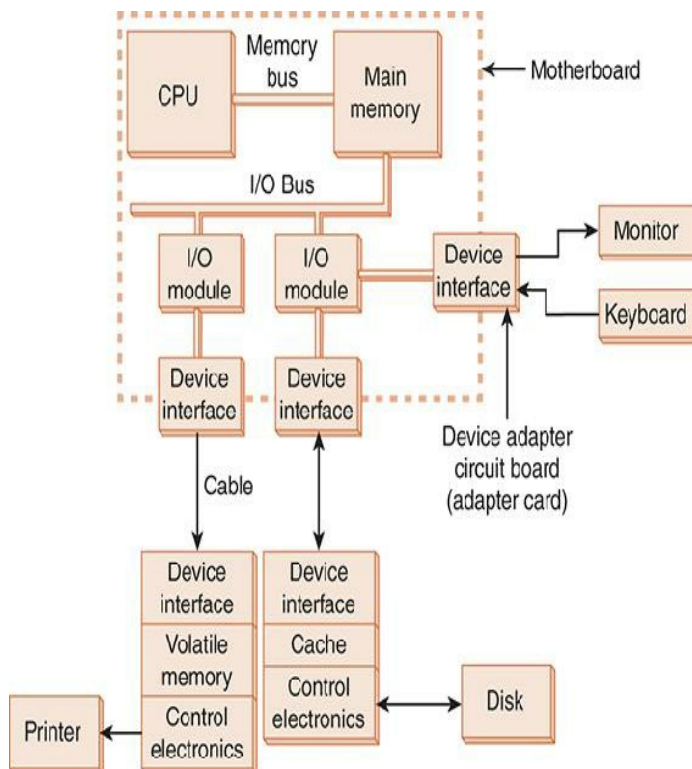 Memory
bus
CPU
Main
memory
Motherboard
I/O Bus
I/O
module
I/O
module
Device
interface
Monitor
Keyboard
Device
interface
Device
interface
Device adapter
circuit board
(adapter card)
Cable
Device
interface
Volatile
memory
Control
electronics
Device
interface
Cache
Control
electronics
Printer
Disk